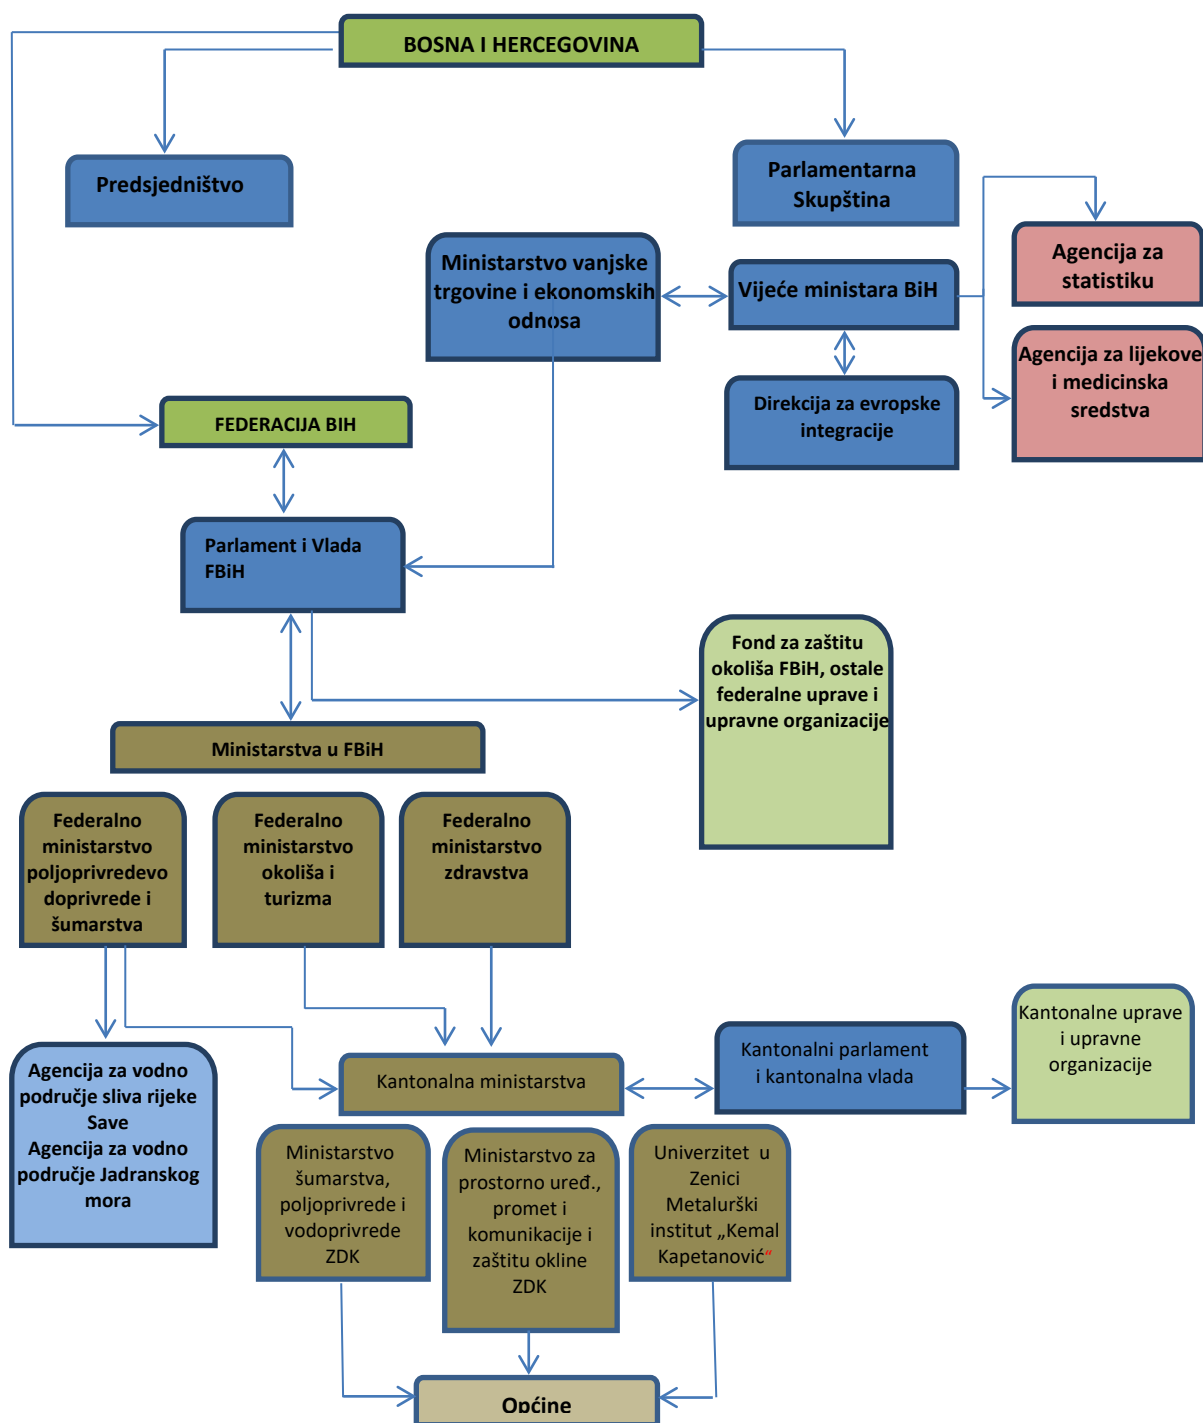 BOSNA I HERCEGOVINA
Predsjedništvo
Parlamentarna
Skupština
Ministarstvo vanjske
trgovine i ekonomskih
odnosa
Vijeće ministara BiH
Agencija za
statistiku
Agencija za lijekove
i medicinska
sredstva
Direkcija za evropske
integracije
FEDERACIJA BIH
Parlament i Vlada
FBiH
Fond za zaštitu
okoliša FBiH, ostale
federalne uprave i
upravne organizacije
Ministarstva u FBiH
Federalno
ministarstvo
poljoprivredevo
doprivrede i
šumarstva
Federalno
ministarstvo
okoliša i
turizma
Federalno
ministarstvo
zdravstva
Agencija za vodno
područje sliva rijeke
Save
Agencija za vodno
područje Jadranskog
mora
Kantonalna ministarstva
Kantonalni parlament
i kantonalna vlada
Kantonalne uprave
i upravne
organizacije
Ministarstvo
šumarstva,
poljoprivrede i
vodoprivrede
ZDK
Ministarstvo za
prostorno uređ.,
promet i
komunikacije i
zaštitu okline
ZDK
Univerzitet u
Zenici
Metalurški
institut „Kemal
Kapetanović“
Općine